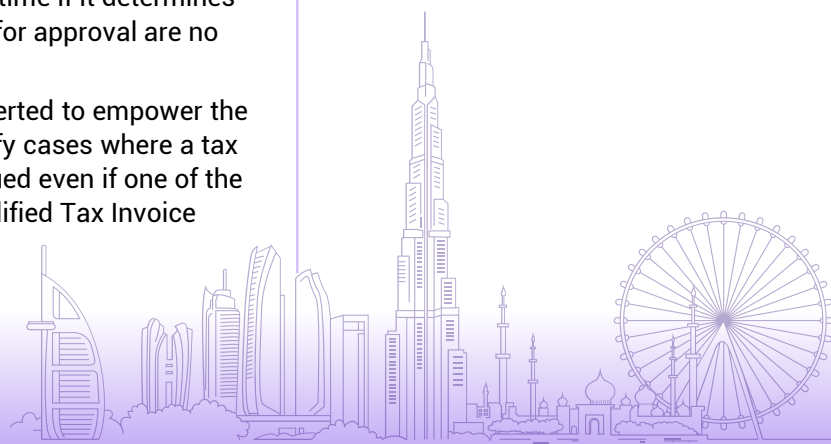 time if it determines
for approval are no
erted to empower the
fy cases where a tax
ued even if one of the
lified Tax Invoice